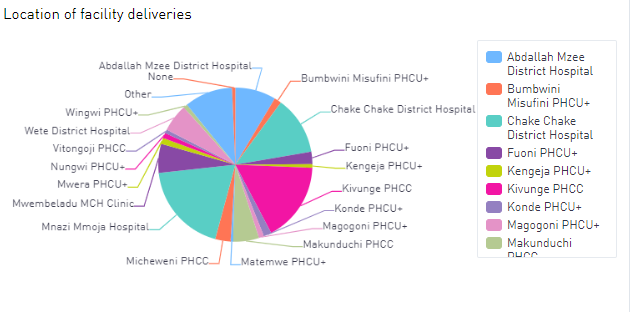 Location of facility deliveries
Abdallah Mzee District Hospital
None
Other
Wingwi PHCU+
Wete District Hospital
Vitongoji PHCC
Nungwi PHCU+
Mwera PHCU+
Mwembeladu MCH Clinic
Mnazi Mmoja Hospital
Micheweni PHCC
Bumbwini Misufini PHCU+
Chake Chake District Hospital
Fuoni PHCU+
Kengeja PHCU+
Kivunge PHCC
Konde PHCU+
Magogoni PHCU+
Makunduchi PHCC
Matemwe PHCU+
Abdallah Mzee
District Hospital
Bumbwini
Misufini PHCU+
Chake Chake
District Hospital
Fuoni PHCU+
Kengeja PHCU+
Kivunge PHCC
Konde PHCU+
Magogoni PHCU+
Makunduchi
PHCC